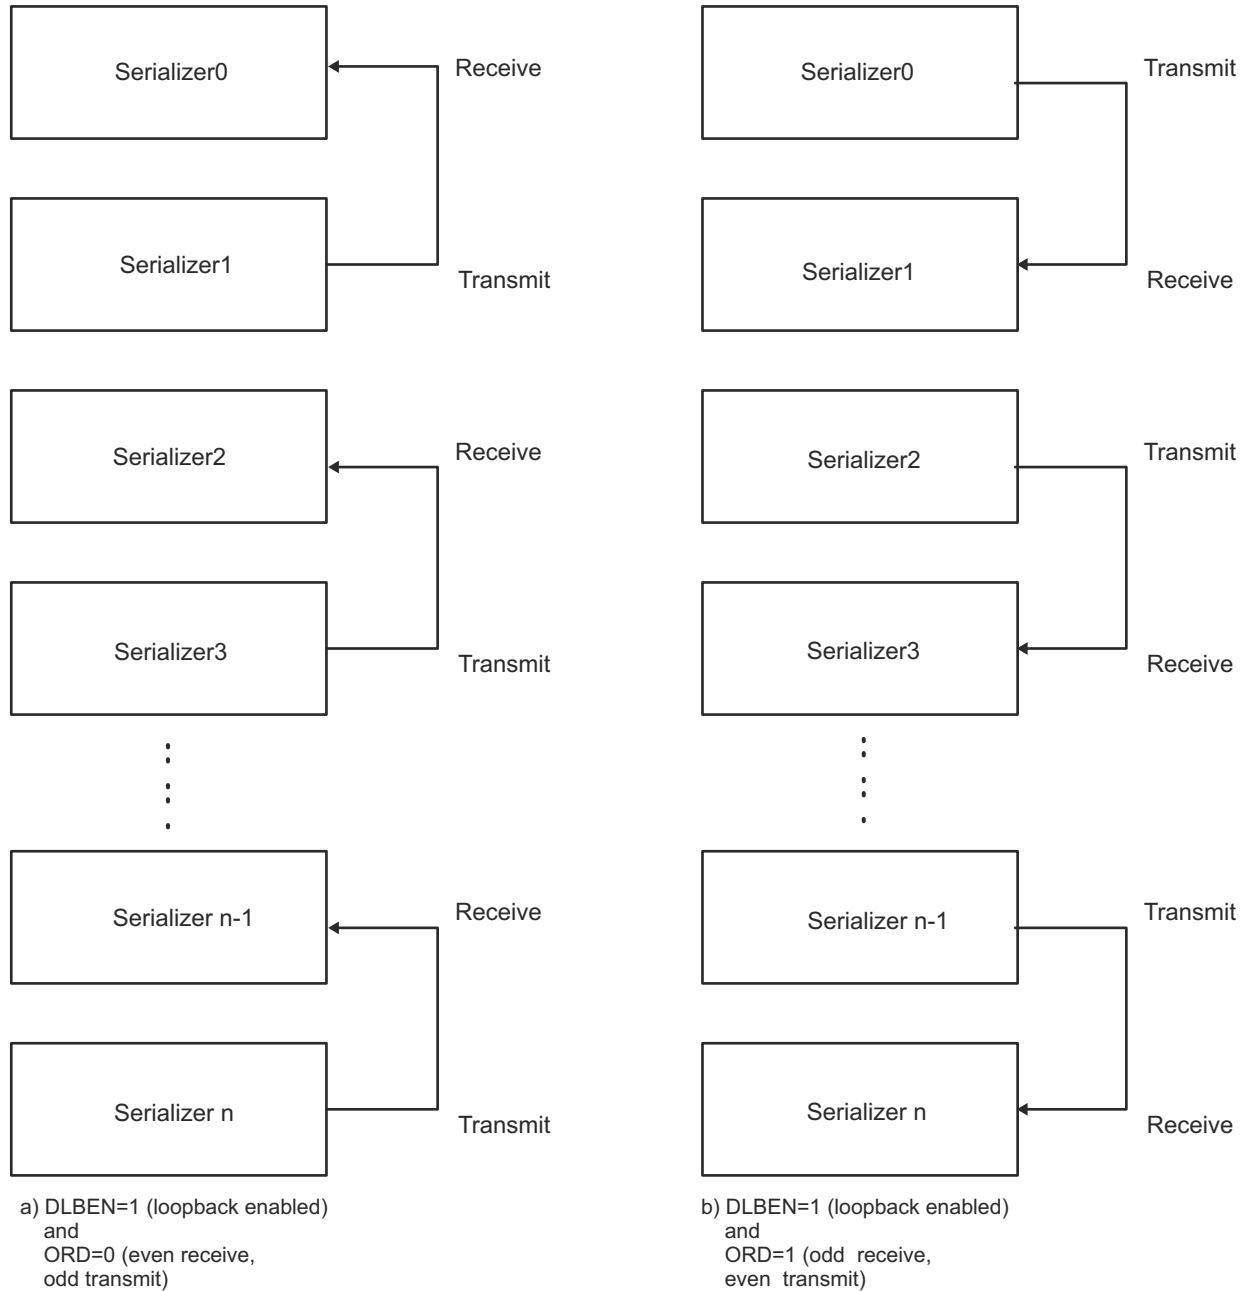 Serializer0
Receive
Serializer1
Transmit
Serializer2
Receive
Serializer3
Transmit
Serializer n-1
Receive
Serializer n
Transmit
a) DLBEN=1 (loopback enabled)
and
ORD=0 (even receive,
odd transmit)
Serializer0
Transmit
Serializer1
Receive
Serializer2
Transmit
Serializer3
Receive
Serializer n-1
Transmit
Serializer n
Receive
b) DLBEN=1 (loopback enabled)
and
ORD=1 (odd receive,
even transmit)